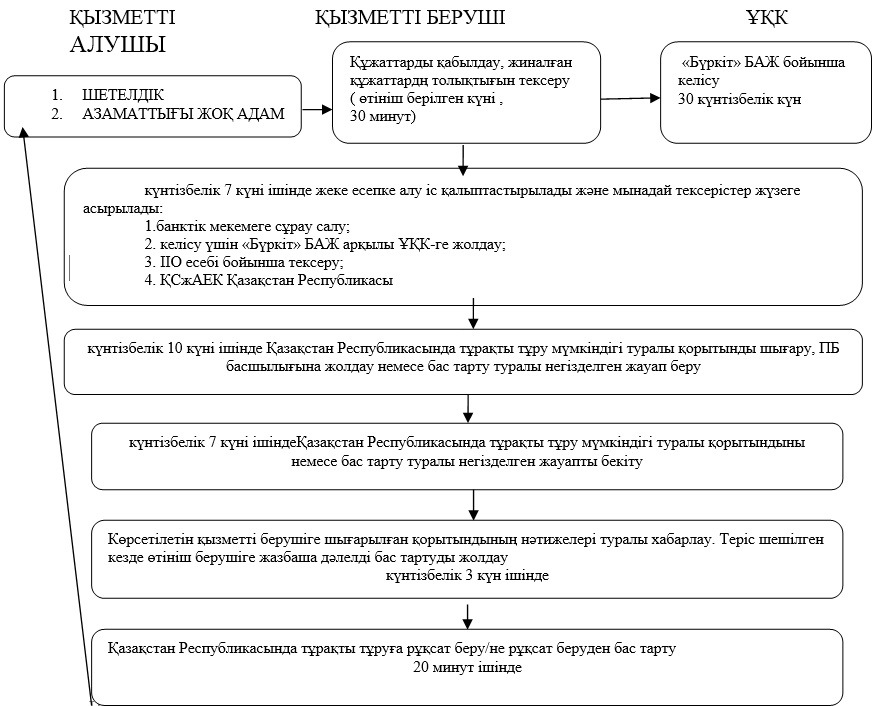 ҚЫЗМЕТТІ АЛУШЫ
ҚЫЗМЕТТІ БЕРУШІ
ҰҚК
1. ШЕТЕЛДІК
2. АЗАМАТТЫҒЫ ЖОҚ АДАМ
Құжаттарды қабылдау, жиналған
құжаттардң толықтығын тексеру
( өтініш берілген күні ,
30 минут)
«Бүркіт» БАЖ бойынша
келісу
30 күнтізбелік күн
күнтізбелік 7 күні ішінде жеке есепке алу іс қалыптастырылады және мынадай тексерістер жүзеге
асырылады:
1.банктік мекемеге сұрау салу;
2. келісу үшін «Бүркіт» БАЖ арқылы ҰҚК-ге жолдау;
3. ІІО есебі бойынша тексеру;
4. ҚСжАЕК Қазақстан Республикасы
күнтізбелік 10 күні ішінде Қазақстан Республикасында тұрақты тұру мүмкіндігі туралы қорытынды шығару, ПБ
басшылығына жолдау немесе бас тарту туралы негізделген жауап беру
күнтізбелік 7 күні ішіндеҚазақстан Республикасында тұрақты тұру мүмкіндігі туралы қорытындыны
немесе бас тарту туралы негізделген жауапты бекіту
Көрсетілетін қызметті берушіге шығарылған қорытындының нәтижелері туралы хабарлау. Теріс шешілген
кезде өтініш берушіге жазбаша дәлелді бас тартуды жолдау
күнтізбелік 3 күн ішінде
Қазақстан Республикасында тұрақты тұруға рұқсат беру/не рұқсат беруден бас тарту
20 минут ішінде